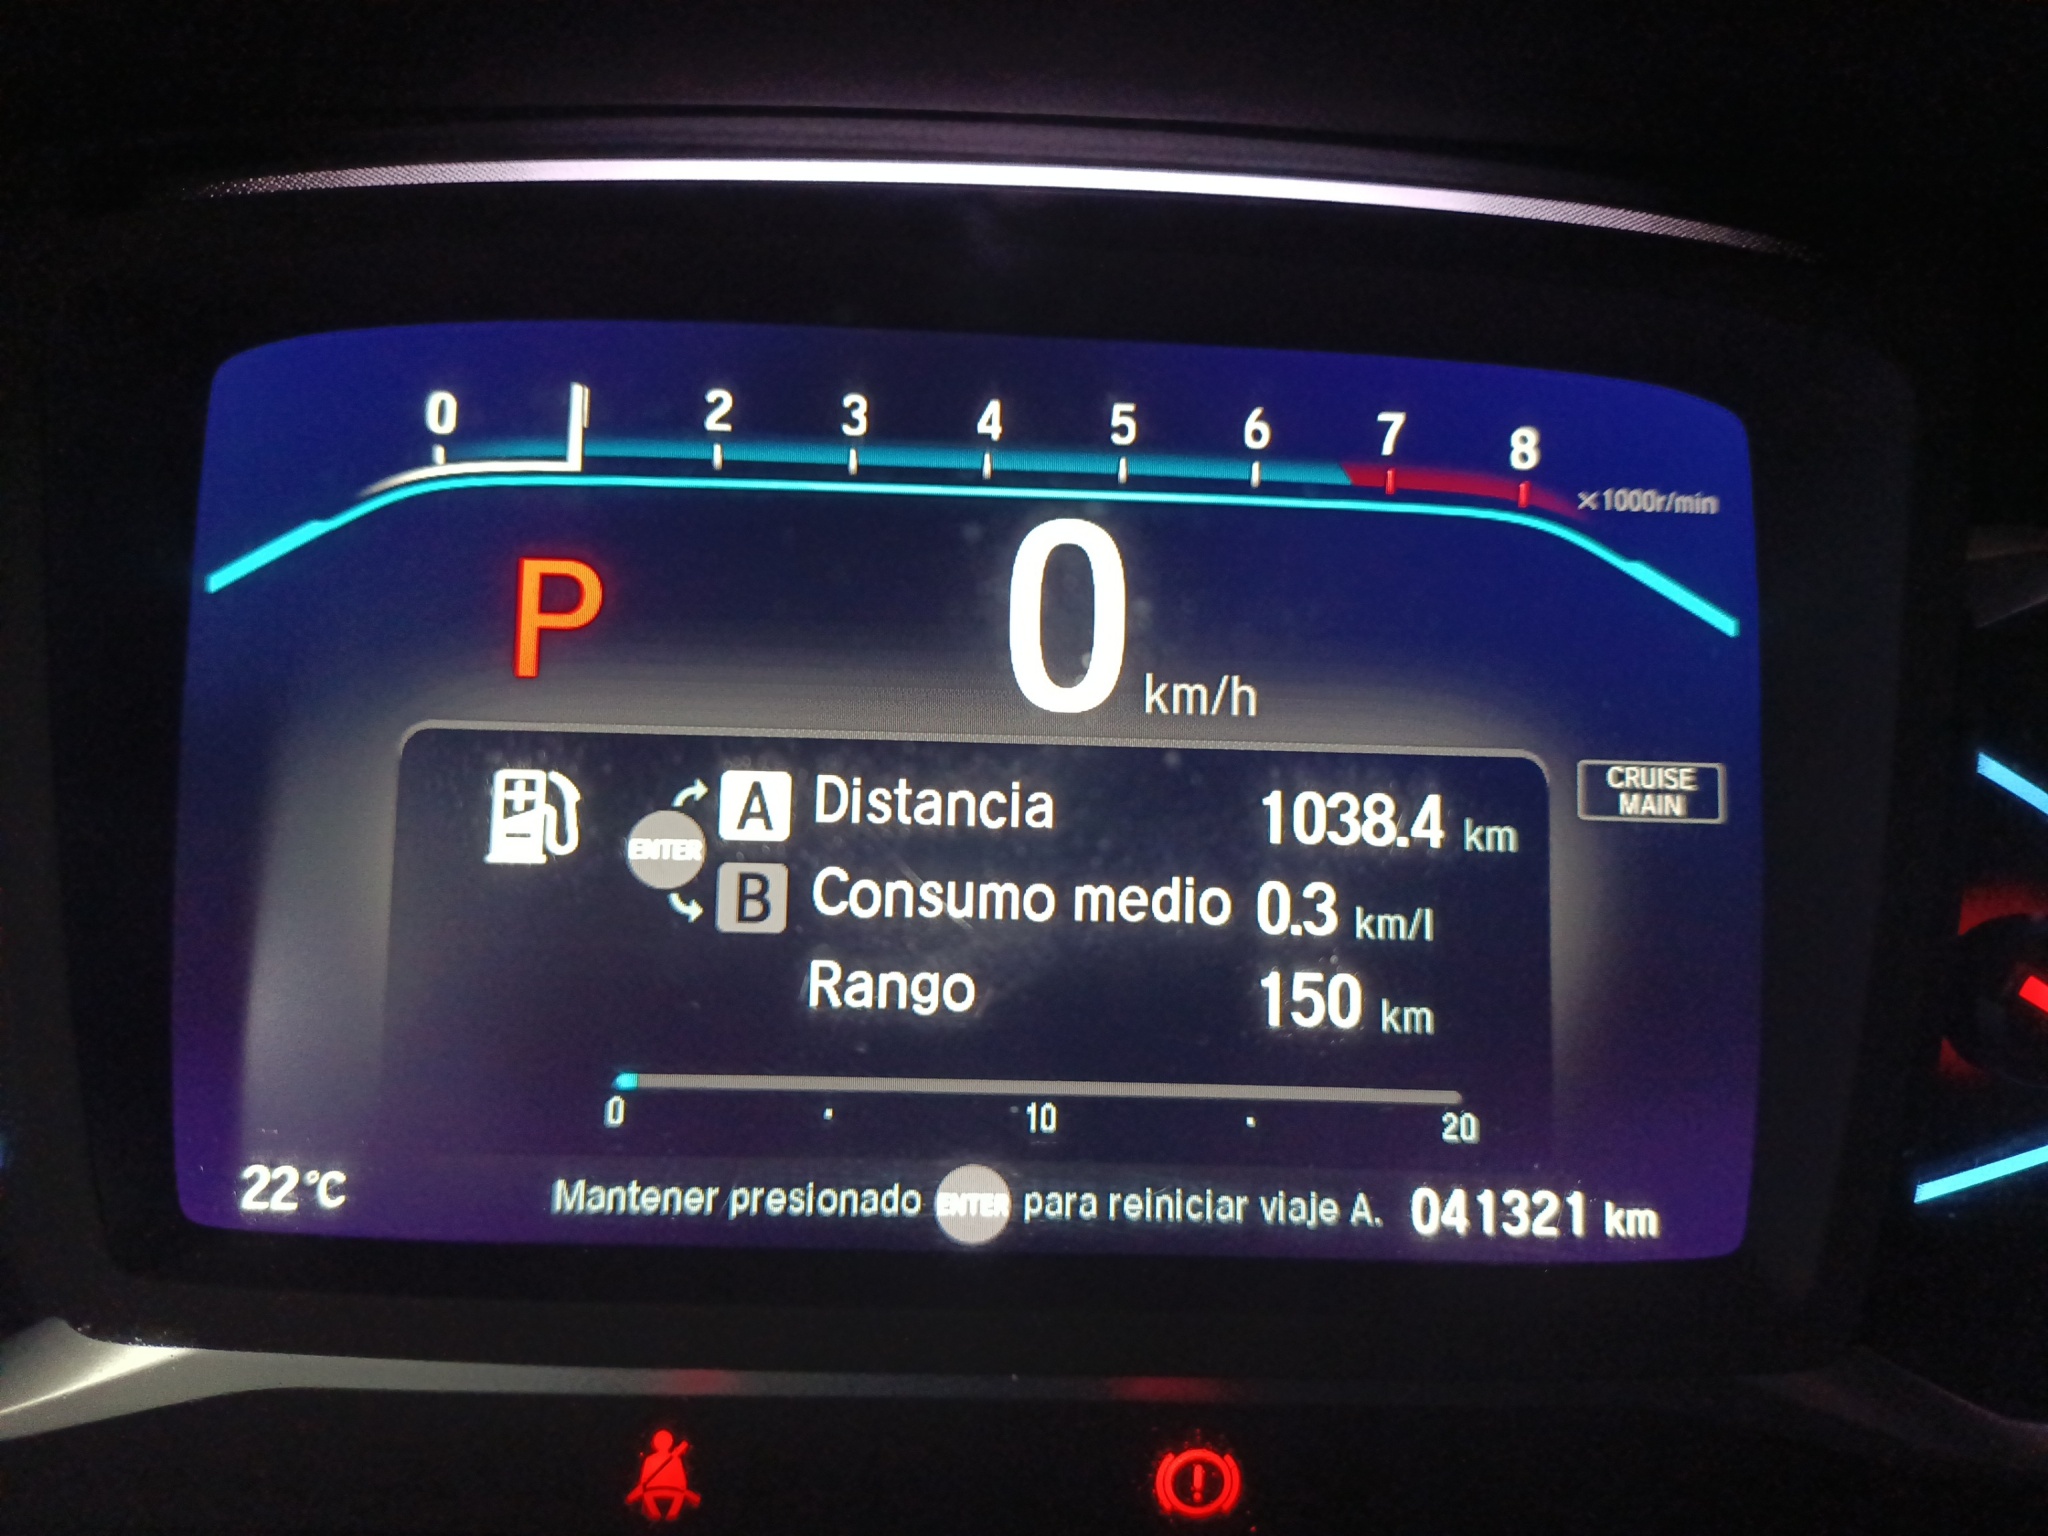 0 2 3 4 5 6 7 8
×1000r/min
P
0 km/h
CRUISE
MAIN
A Distancia 1038.4 km
ENTER
B Consumo medio 0.3 km/l
Rango 150 km
0 10 20
22°C
Mantener presionado ENTER para reiniciar viaje A. 041321 km